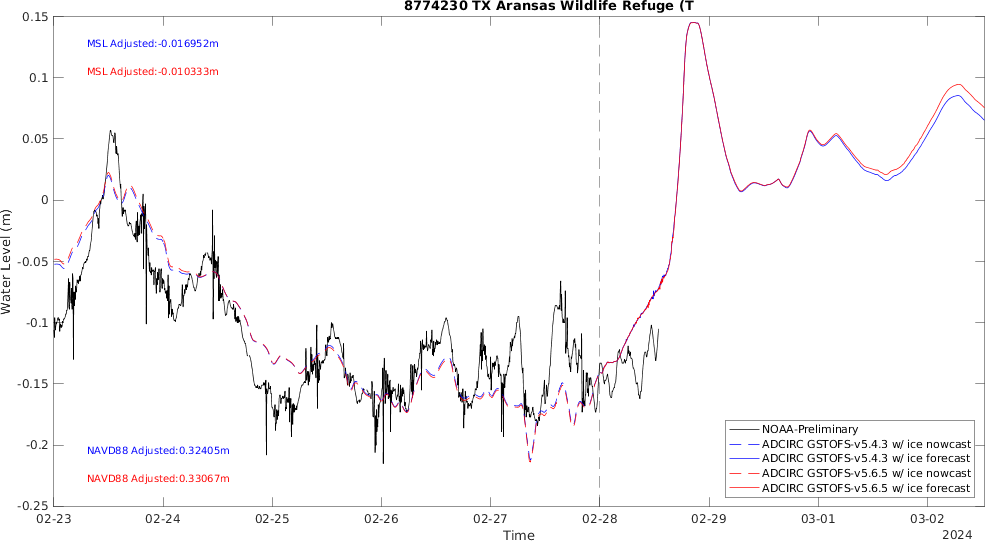 8774230 TX Aransas Wildlife Refuge (T
0.15
0.1
0.05
0
-0.05
-0.1
-0.15
-0.2
-0.25
Water Level (m)
MSL Adjusted:-0.016952m
MSL Adjusted:-0.010333m
NAVD88 Adjusted:0.32405m
NAVD88 Adjusted:0.33067m
NOAA-Preliminary
ADCIRC GSTOFS-v5.4.3 w/ ice nowcast
ADCIRC GSTOFS-v5.4.3 w/ ice forecast
ADCIRC GSTOFS-v5.6.5 w/ ice nowcast
ADCIRC GSTOFS-v5.6.5 w/ ice forecast
02-23 02-24 02-25 02-26 02-27 02-28 02-29 03-01 03-02
Time
2024